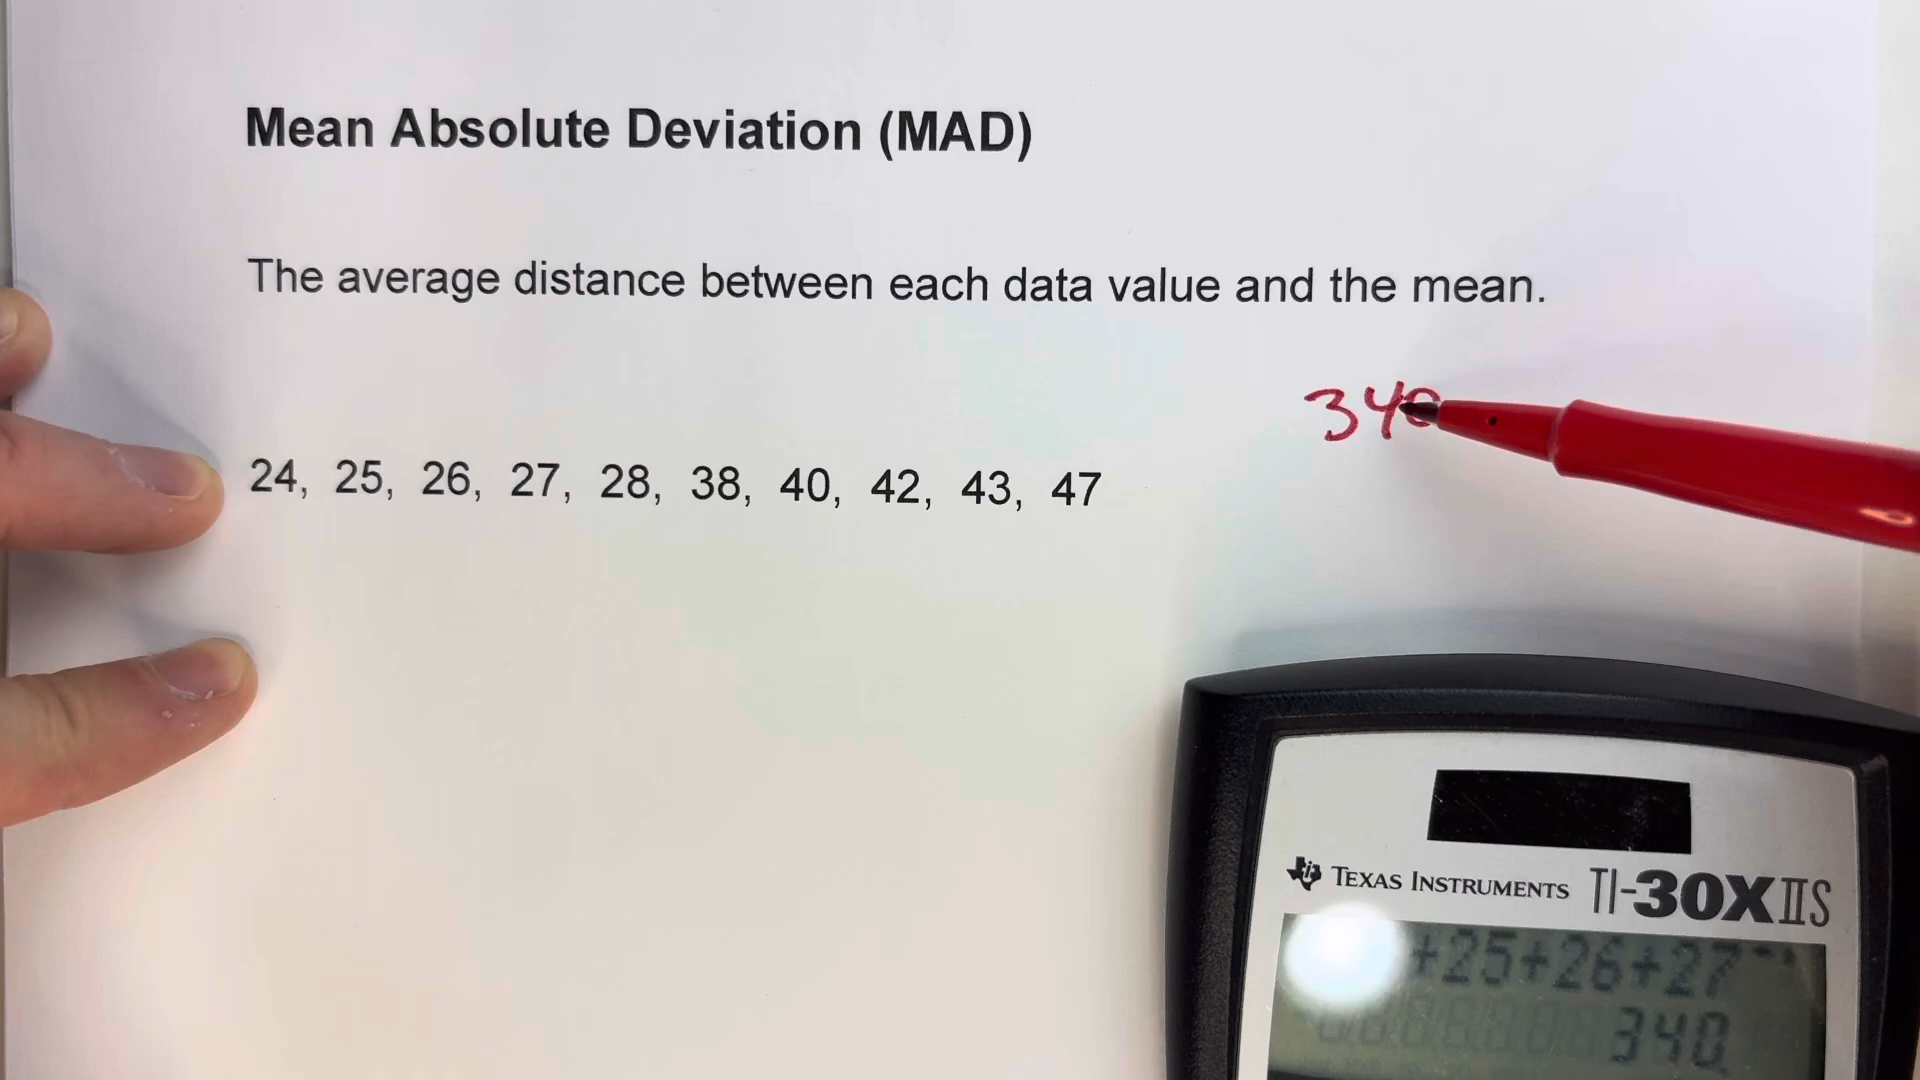 Mean Absolute Deviation (MAD)
The average distance between each data value and the mean.
340
24, 25, 26, 27, 28, 38, 40, 42, 43, 47
TEXAS INSTRUMENTS TI-30XIIS
+25+26+27
340